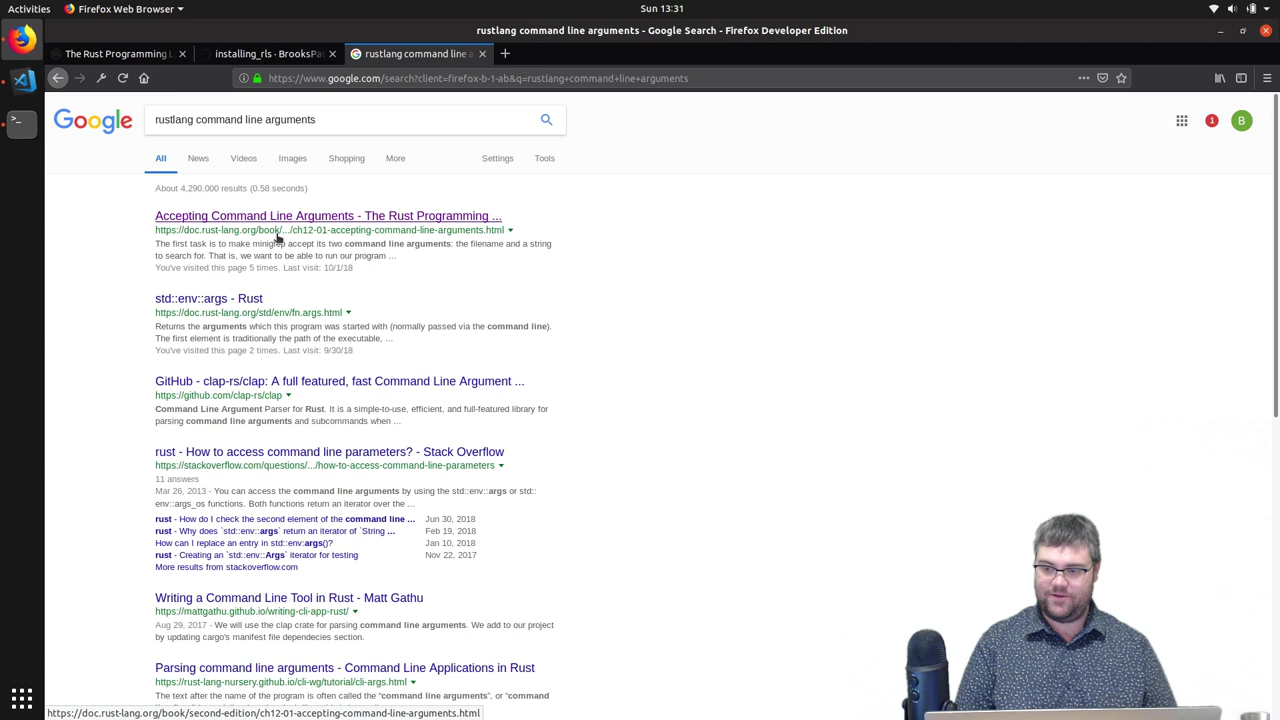 Activities
Firefox Web Browser
Sun 13:31
rustlang command line arguments - Google Search - Firefox Developer Edition
The Rust Programming L
installing_rls · BrooksPa
rustlang command line a
https://www.google.com/search?client=firefox-b-1-ab&q=rustlang+command+line+arguments
Google
rustlang command line arguments
1
B
All
News
Videos
Images
Shopping
More
Settings
Tools
About 4,290,000 results (0.58 seconds)
Accepting Command Line Arguments - The Rust Programming ...
https://doc.rust-lang.org/book/.../ch12-01-accepting-command-line-arguments.html
The first task is to make minigrep accept its two command line arguments: the filename and a string
to search for. That is, we want to be able to run our program ...
You've visited this page 5 times. Last visit: 10/1/18
std::env::args - Rust
https://doc.rust-lang.org/std/env/fn.args.html
Returns the arguments which this program was started with (normally passed via the command line).
The first element is traditionally the path of the executable, ...
You've visited this page 2 times. Last visit: 9/30/18
GitHub - clap-rs/clap: A full featured, fast Command Line Argument ...
https://github.com/clap-rs/clap
Command Line Argument Parser for Rust. It is a simple-to-use, efficient, and full-featured library for
parsing command line arguments and subcommands when ...
rust - How to access command line parameters? - Stack Overflow
https://stackoverflow.com/questions/.../how-to-access-command-line-parameters
11 answers
Mar 26, 2013 - You can access the command line arguments by using the std::env::args or std::
env::args_os functions. Both functions return an iterator over the ...
rust - How do I check the second element of the command line ... Jun 30, 2018
rust - Why does `std::env::args` return an iterator of `String ... Feb 19, 2018
How can I replace an entry in std::env:args()? Jan 10, 2018
rust - Creating an `std::env::Args` iterator for testing Nov 22, 2017
More results from stackoverflow.com
Writing a Command Line Tool in Rust - Matt Gathu
https://mattgathu.github.io/writing-cli-app-rust/
Aug 29, 2017 - We will use the clap crate for parsing command line arguments. We add to our project
by updating cargo's manifest file dependecies section.
Parsing command line arguments - Command Line Applications in Rust
https://rust-lang-nursery.github.io/cli-wg/tutorial/cli-args.html
The text after the name of the program is often called the "command line arguments", or "command
https://doc.rust-lang.org/book/second-edition/ch12-01-accepting-command-line-arguments.html